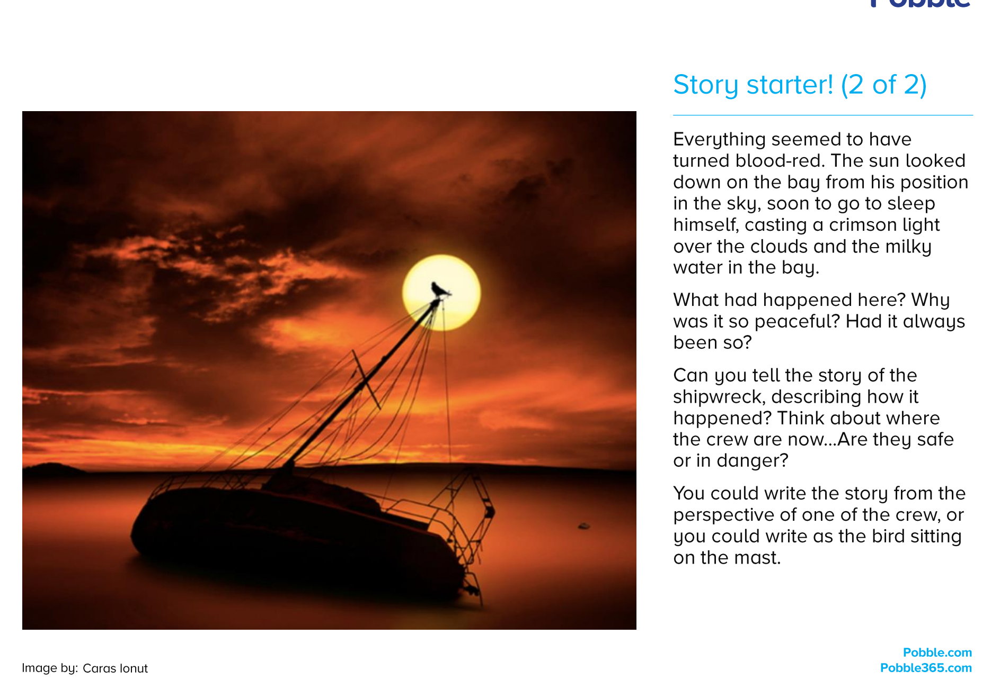 Pobble
Story starter! (2 of 2)
Everything seemed to have
turned blood-red. The sun looked
down on the bay from his position
in the sky, soon to go to sleep
himself, casting a crimson light
over the clouds and the milky
water in the bay.
What had happened here? Why
was it so peaceful? Had it always
been so?
Can you tell the story of the
shipwreck, describing how it
happened? Think about where
the crew are now...Are they safe
or in danger?
You could write the story from the
perspective of one of the crew, or
you could write as the bird sitting
on the mast.
Pobble.com
Pobble365.com
Image by: Caras Ionut